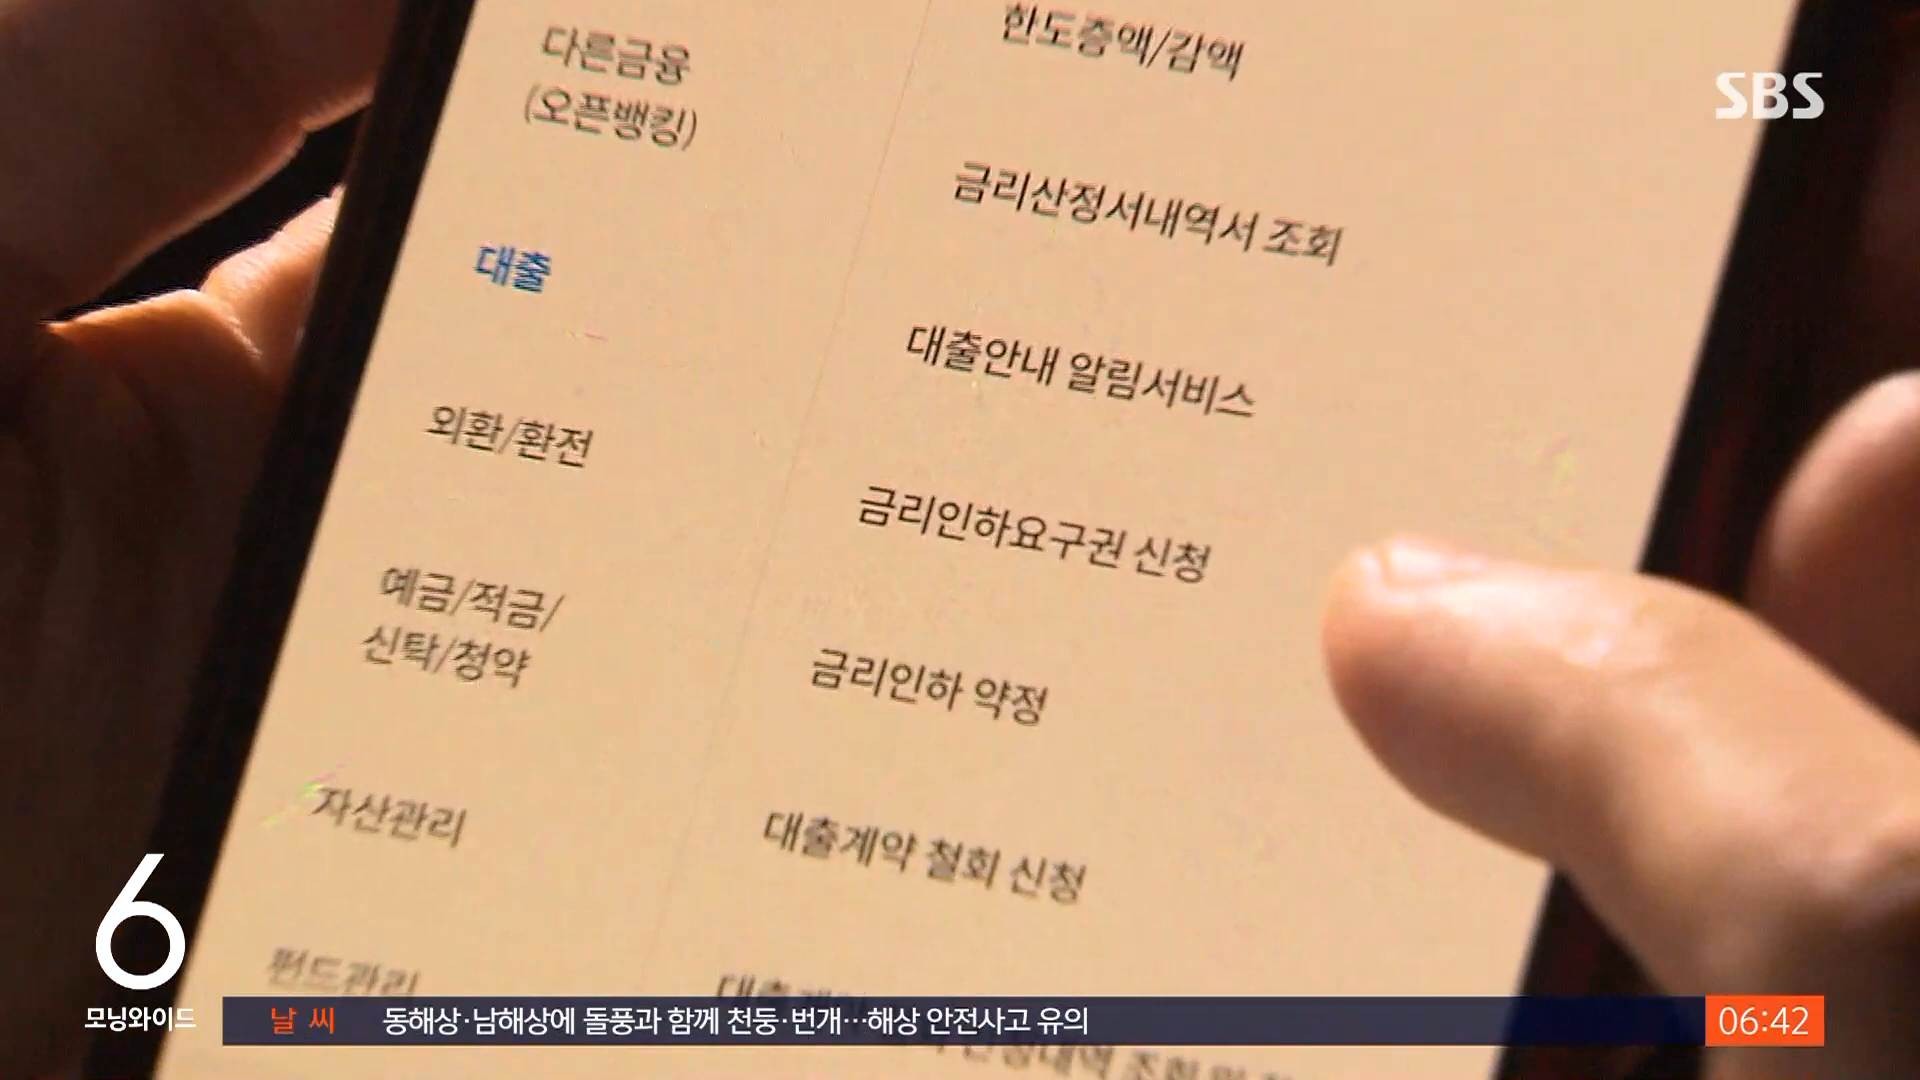 다른금융
(오픈뱅킹)
대출
외환/환전
예금/적금/
신탁/청약
자산관리
펀드관리
한도증액/감액
금리산정서내역서 조회
대출안내 알림서비스
금리인하요구권 신청
금리인하 약정
대출계약 철회 신청
SBS
6
모닝와이드
날씨
동해상·남해상에 돌풍과 함께 천둥·번개…해상 안전사고 유의
06:42